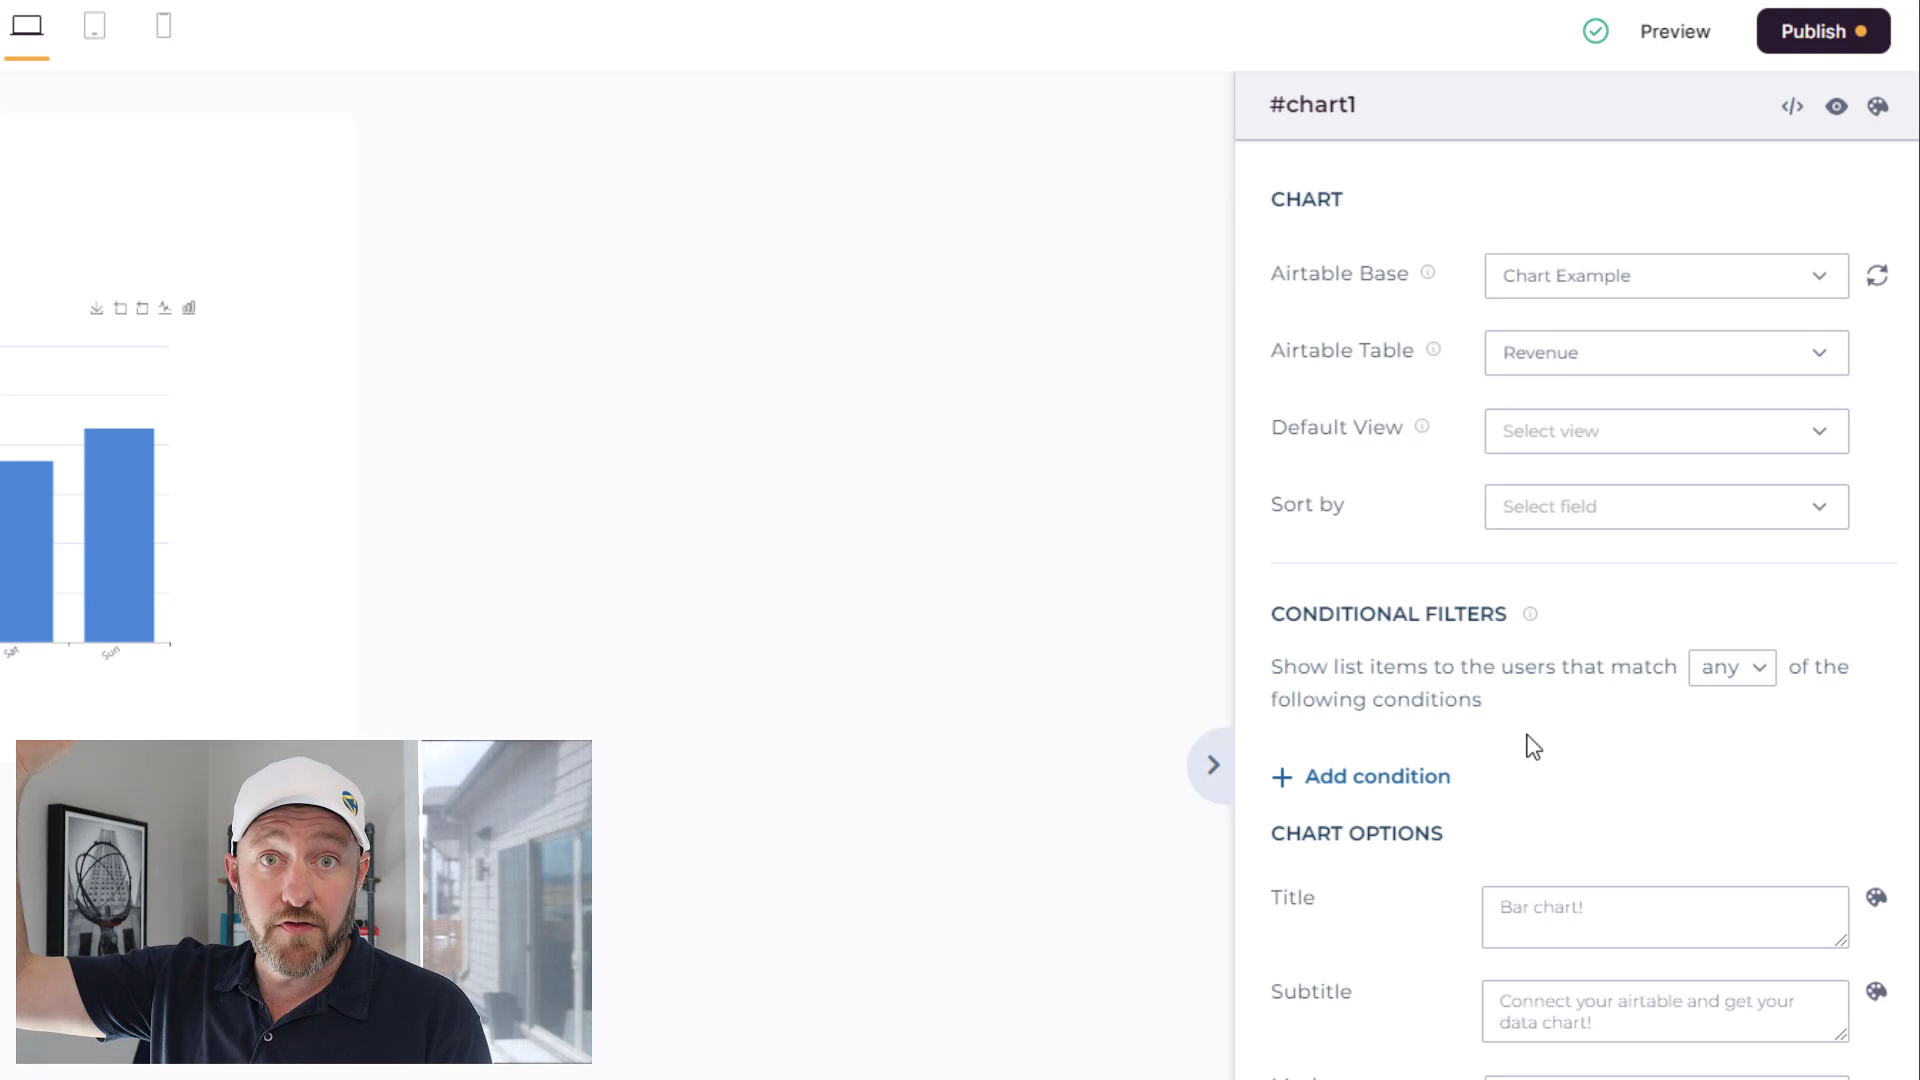 Preview
Publish
#chart1
</>
CHART
Airtable Base
Chart Example
Airtable Table
Revenue
Default View
Select view
Sort by
Select field
CONDITIONAL FILTERS
Show list items to the users that match any of the
following conditions
+ Add condition
CHART OPTIONS
Title
Bar chart!
Subtitle
Connect your airtable and get your
data chart!
Sat
Sun